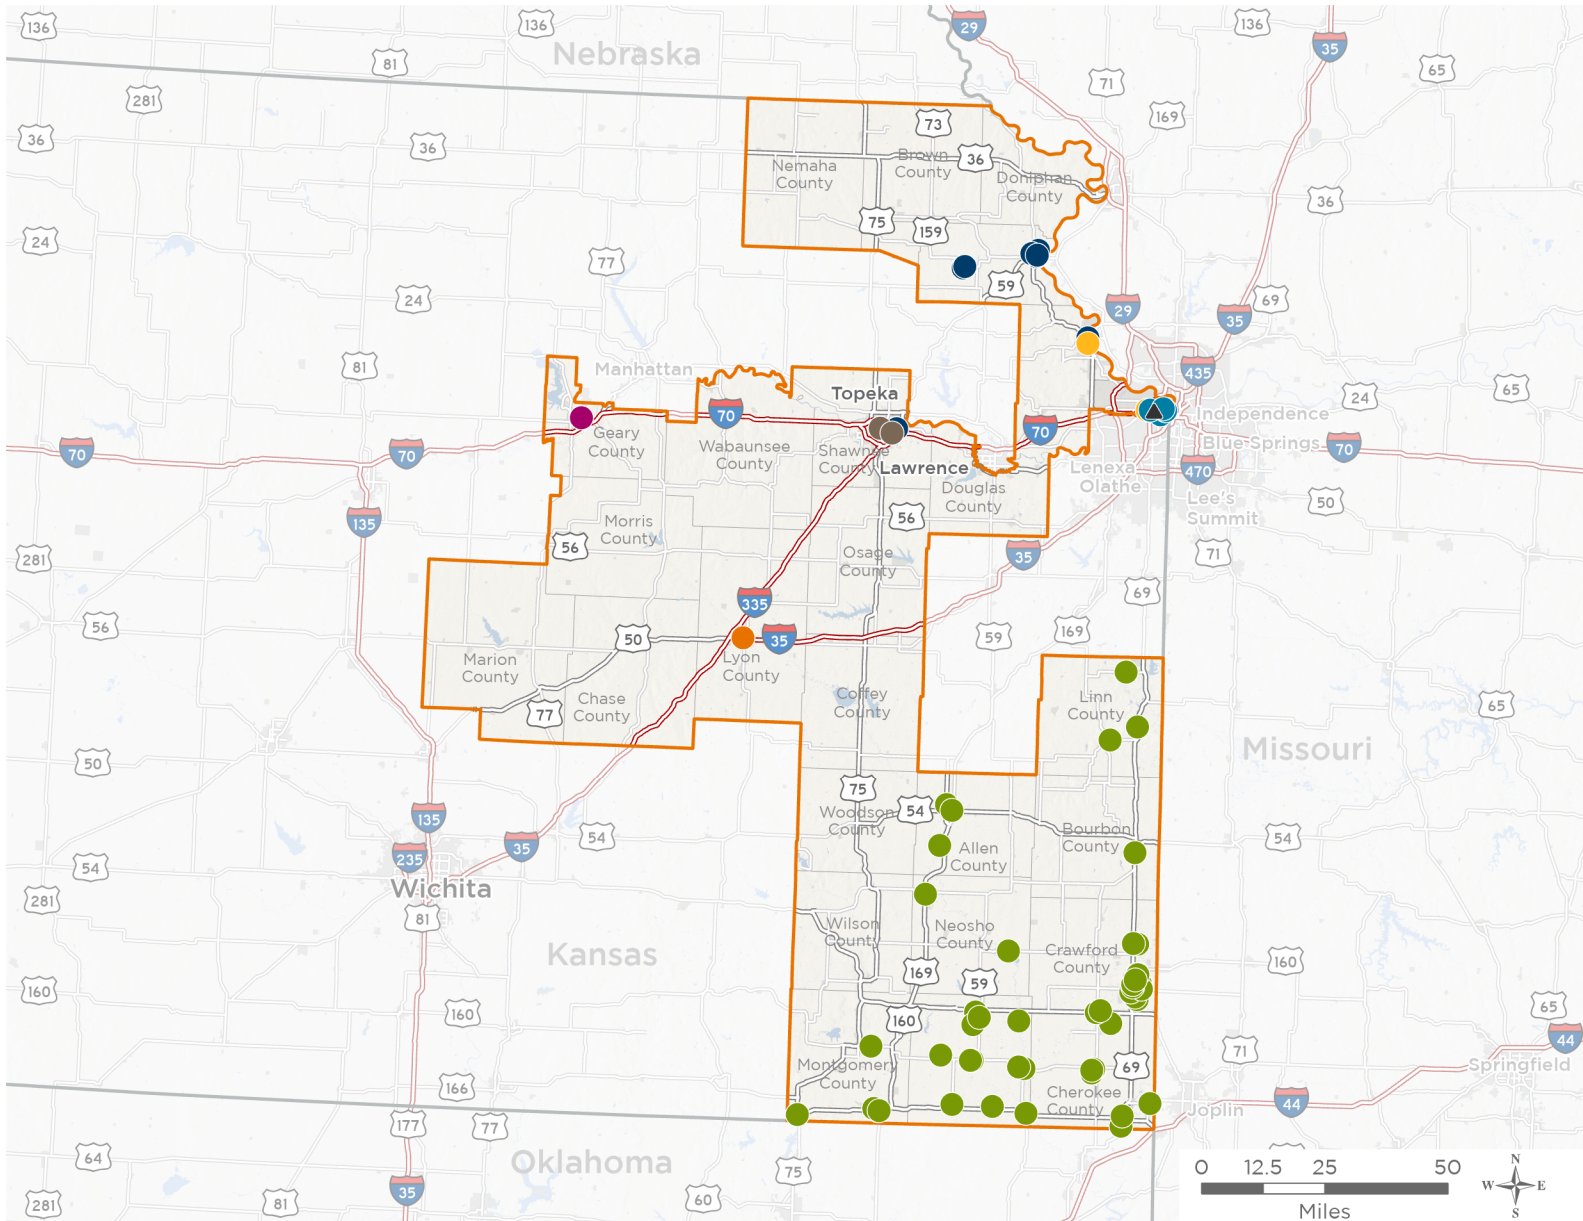 136
136
29
136
35
Nebraska
81
71
65
281
169
73
36
36
Brown
County
36
Nemaha
County
Doniphan
County
36
75
159
24
77
59
24
29
69
35
81
Manhattan
435
65
Topeka
24
70
Independence
Geary
County
70
Blue Springs
70
70
70
Wabaunsee
County
Shawnee
County
Lawrence
Lenexa
Olathe
470
Douglas
County
Lee's
Summit
50
135
56
Morris
County
56
Osage
County
35
71
281
69
335
56
50
35
59
169
Marion
County
Lyon
County
Chase
County
Coffey
County
Linn
County
65
77
Missouri
50
75
Woodson
County
54
135
54
Bourbon
County
54
35
235
Allen
County
54
Wichita
281
81
Wilson
County
Neosho
County
Kansas
Crawford
County
160
169
59
160
160
160
65
44
71
Montgomery
County
69
Springfield
166
Cherokee
County
44
Joplin
177
77
64
Oklahoma
75
35
281
81
60
0 12.5 25 50
Miles
N
W E
S